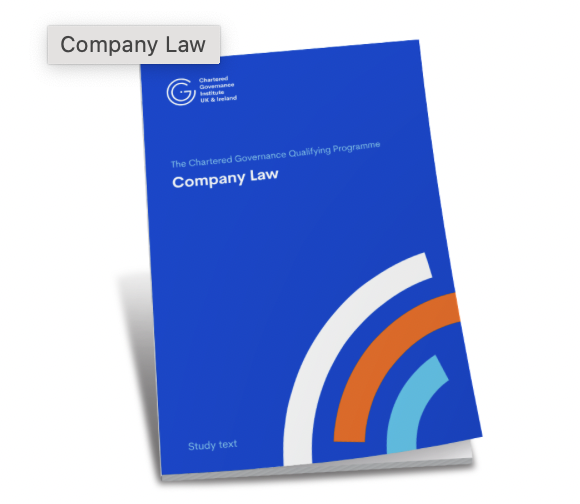 Company Law
Chartered
Governance
Institute
UK & Ireland
The Chartered Governance Qualifying Programme
Company Law
Study text